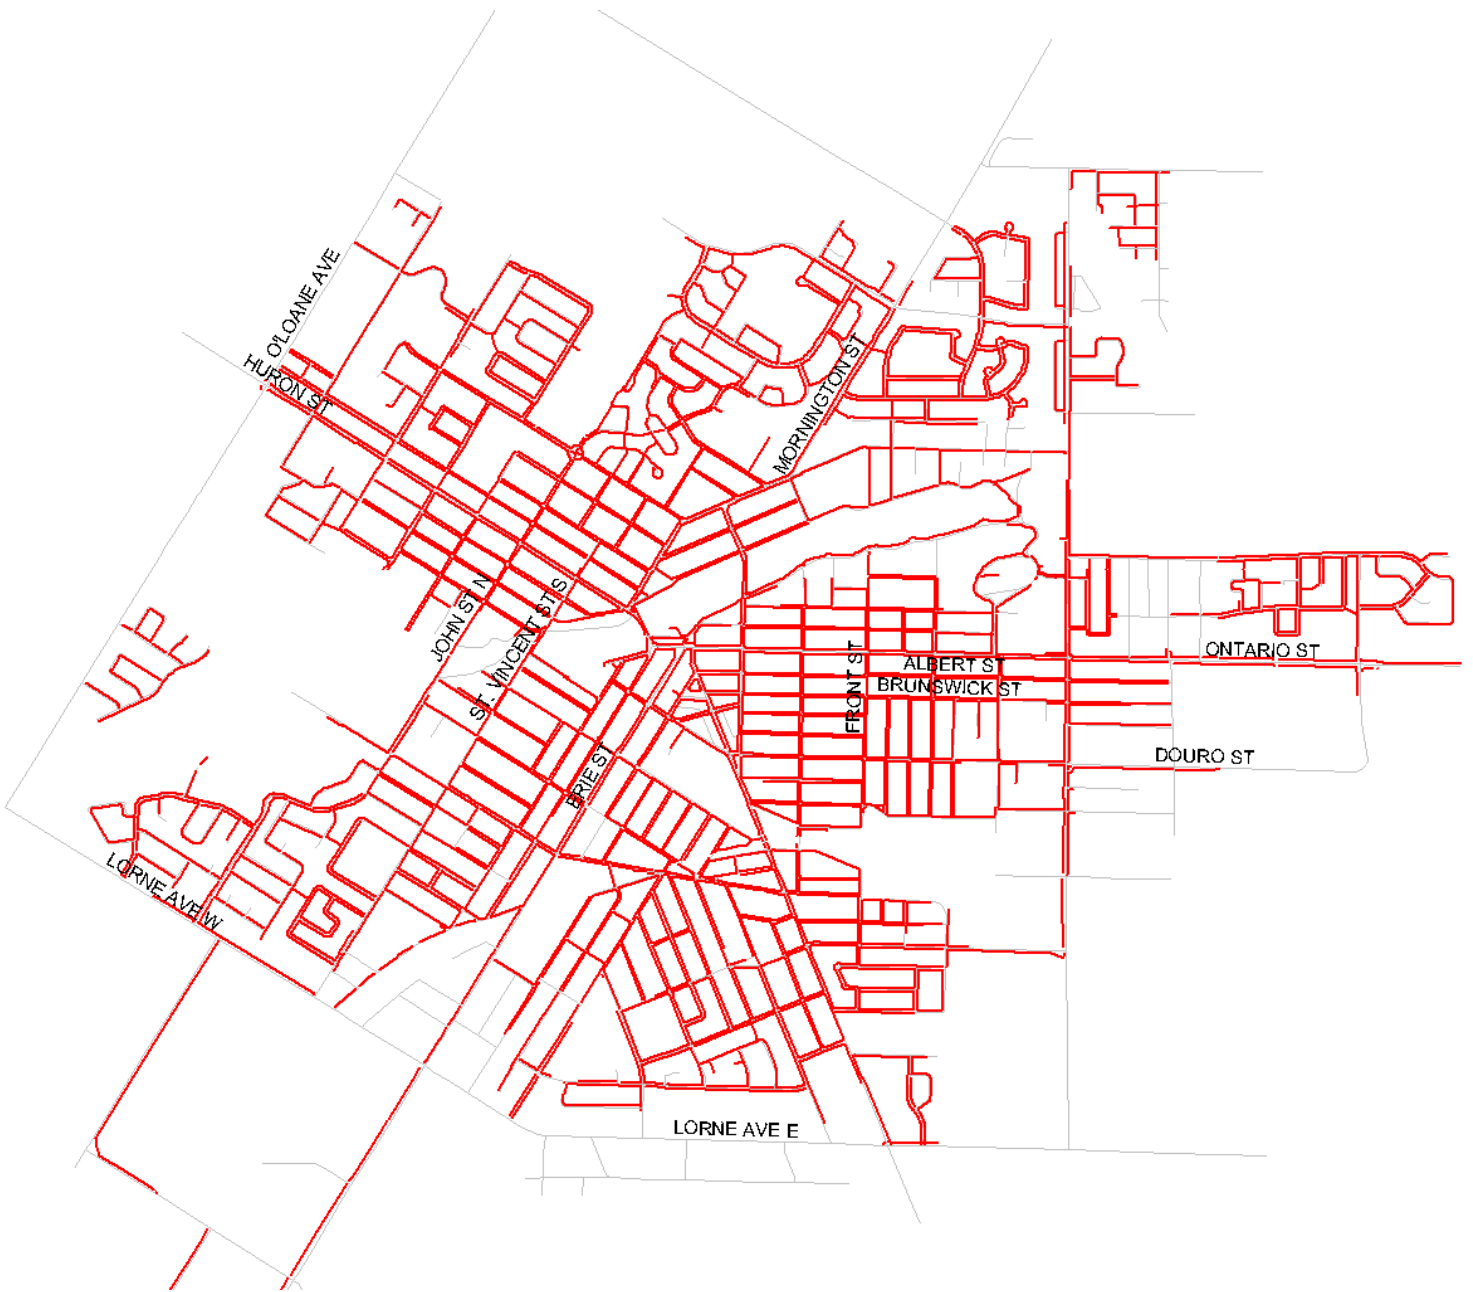 O'LOANE AVE
HURON ST
MORNINGTON ST
JOHN ST N
ST. VINCENT ST S
FRONT ST
ONTARIO ST
ALBERT ST
BRUNSWICK ST
DOURO ST
ERIE ST
LORNE AVE W
LORNE AVE E